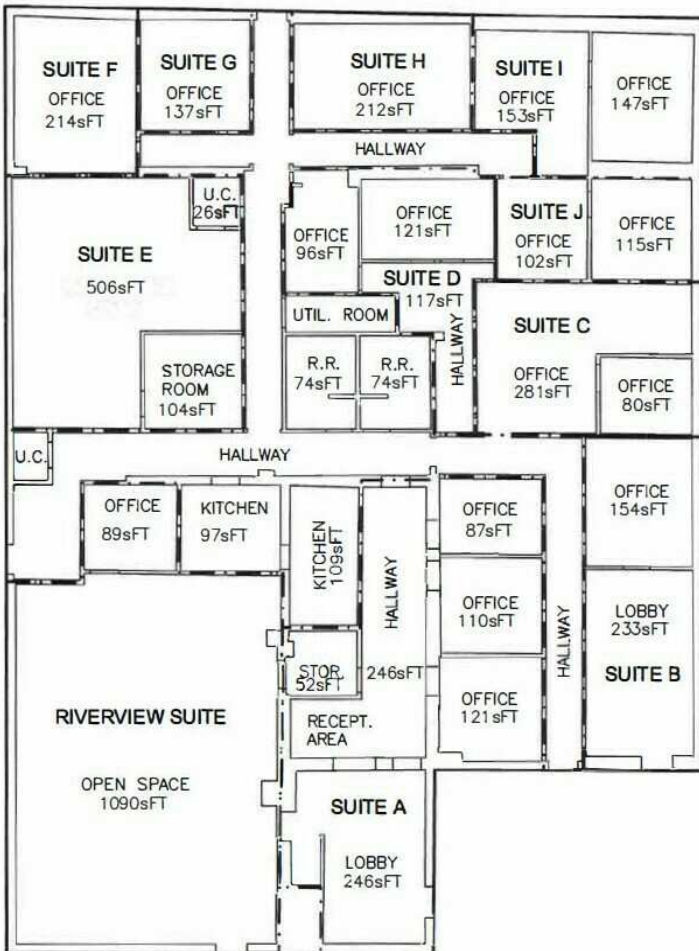 SUITE F
OFFICE
214sFT
SUITE G
OFFICE
137sFT
SUITE H
OFFICE
212sFT
SUITE I
OFFICE
153sFT
OFFICE
147sFT
HALLWAY
U.C.
26sFT
SUITE E
506sFT
OFFICE
96sFT
OFFICE
121sFT
SUITE J
OFFICE
102sFT
OFFICE
115sFT
SUITE D
117sFT
UTIL. ROOM
HALLWAY
SUITE C
OFFICE
281sFT
OFFICE
80sFT
STORAGE
ROOM
104sFT
R.R.
74sFT
R.R.
74sFT
U.C.
HALLWAY
OFFICE
89sFT
KITCHEN
97sFT
KITCHEN
109sFT
HALLWAY
246sFT
OFFICE
87sFT
OFFICE
154sFT
OFFICE
110sFT
HALLWAY
LOBBY
233sFT
SUITE B
STOR.
52sFT
RECEPT.
AREA
OFFICE
121sFT
RIVERVIEW SUITE
OPEN SPACE
1090sFT
SUITE A
LOBBY
246sFT